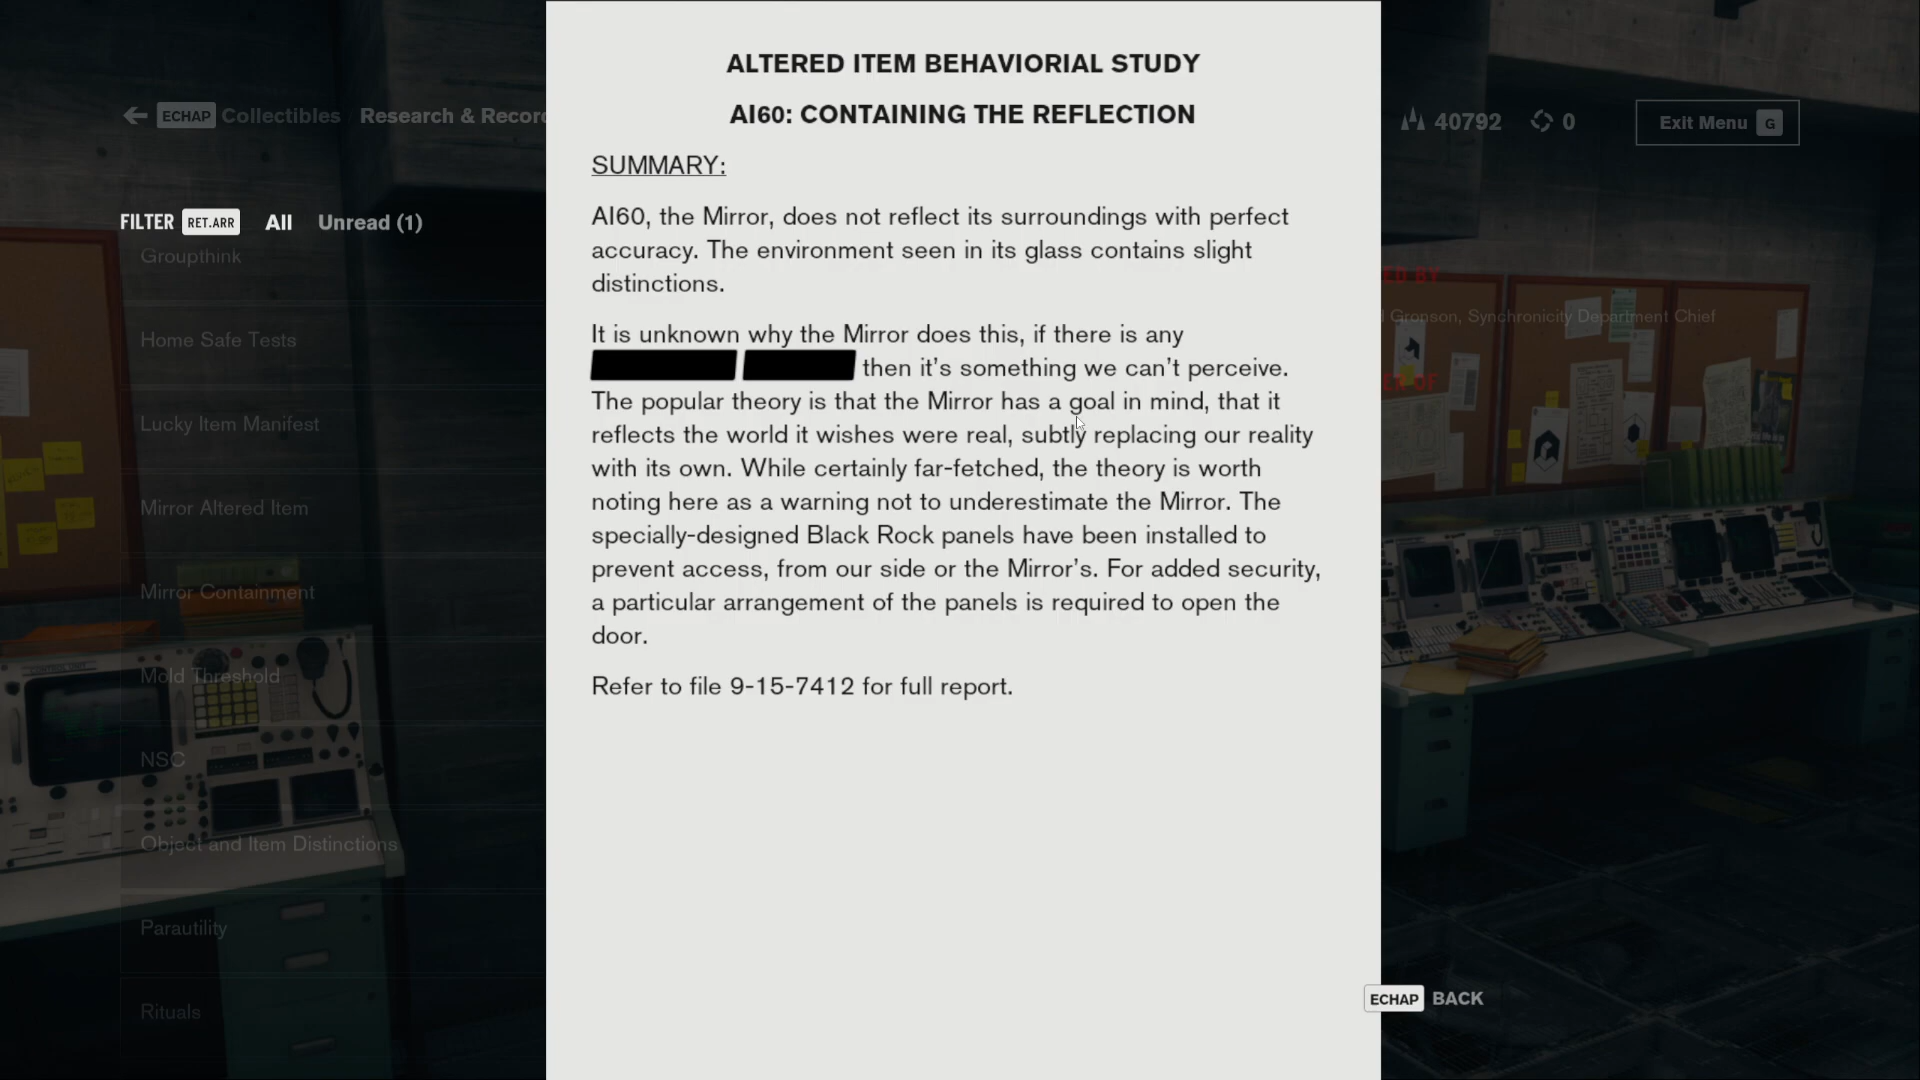 ALTERED ITEM BEHAVIORIAL STUDY
AI60: CONTAINING THE REFLECTION
SUMMARY:
AI60, the Mirror, does not reflect its surroundings with perfect
accuracy. The environment seen in its glass contains slight
distinctions.
It is unknown why the Mirror does this, if there is any
then it's something we can't perceive.
The popular theory is that the Mirror has a goal in mind, that it
reflects the world it wishes were real, subtly replacing our reality
with its own. While certainly far-fetched, the theory is worth
noting here as a warning not to underestimate the Mirror. The
specially-designed Black Rock panels have been installed to
prevent access, from our side or the Mirror's. For added security,
a particular arrangement of the panels is required to open the
door.
Refer to file 9-15-7412 for full report.
ECHAP Collectibles Research & Record
40792 0 Exit Menu G
FILTER RET.ARR All Unread (1)
Groupthink
Home Safe Tests
Lucky Item Manifest
Mirror Altered Item
Mirror Containment
Mold Threshold
NSC
Object and Item Distinctions
Parautility
Rituals
ED BY
Gronson, Synchronicity Department Chief
OF
ECHAP BACK